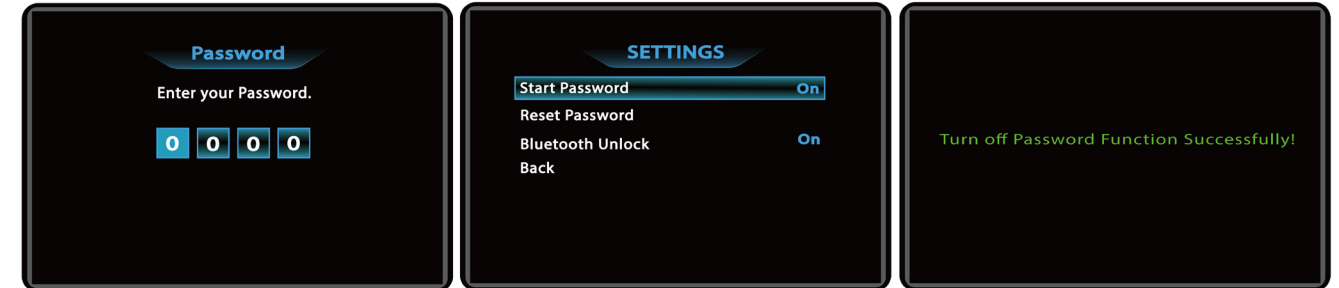 Password
Enter your Password.
0 0 0 0
SETTINGS
Start Password On
Reset Password
Bluetooth Unlock On
Back
Turn off Password Function Successfully!